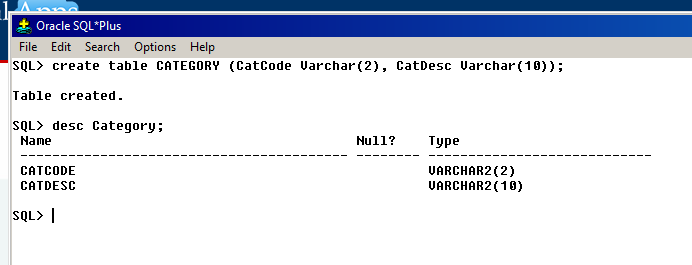 Apps
Oracle SQL*Plus
File Edit Search Options Help
SQL> create table CATEGORY (CatCode Varchar(2), CatDesc Varchar(10));
Table created.
SQL> desc Category;
Name Null? Type
----------------------------------------- -------- ----------------------------
CATCODE VARCHAR2(2)
CATDESC VARCHAR2(10)
SQL>